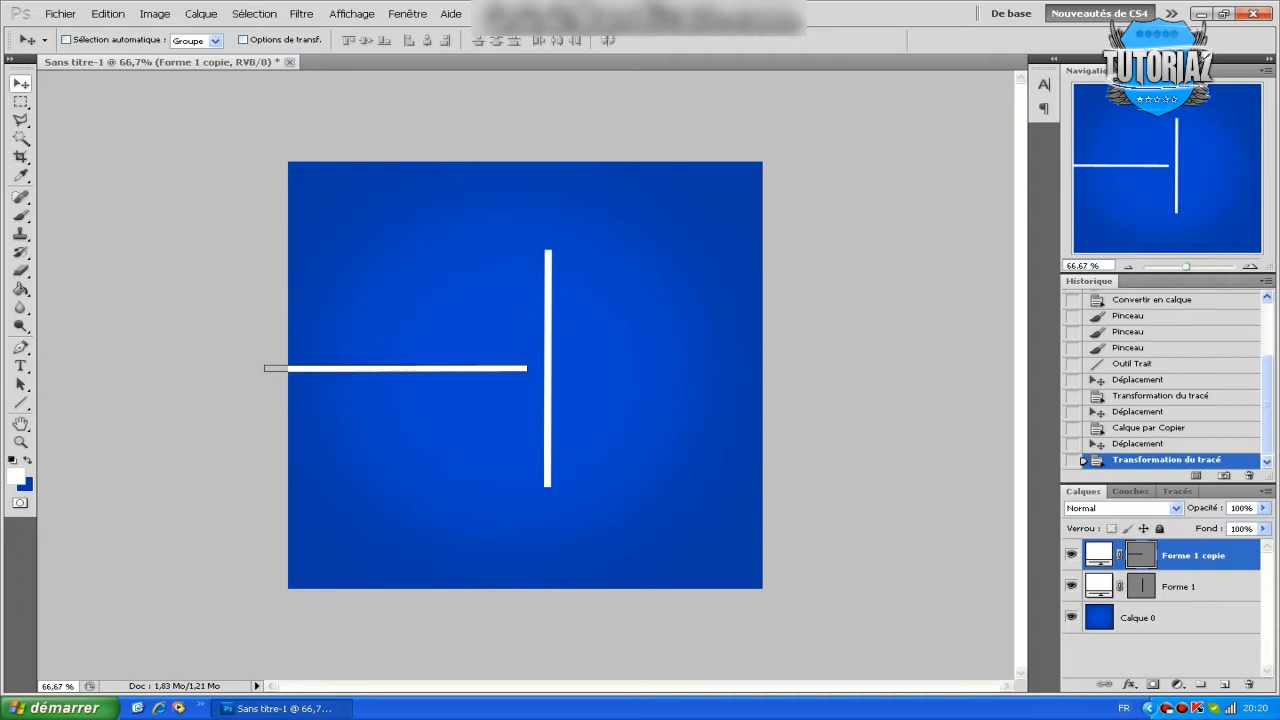 Ps Fichier Edition Image Calque Sélection Filtre Affichage Fenêtre Aide
De base Nouveautés de CS4
Sélection automatique : Groupe Options de transf.
Sans titre-1 @ 66,7% (Forme 1 copie, RVB/8) *
TUTORIAZ
Navigation
66.67 %
Historique
Convertir en calque
Pinceau
Pinceau
Pinceau
Outil Trait
Déplacement
Transformation du tracé
Déplacement
Calque par Copier
Déplacement
Transformation du tracé
Calques Couches Tracés
Normal Opacité : 100%
Verrou : Fond : 100%
Forme 1 copie
Forme 1
Calque 0
66,67 % Doc : 1,83 Mo/1,21 Mo
démarrer Sans titre-1 @ 66,7... FR 20:20